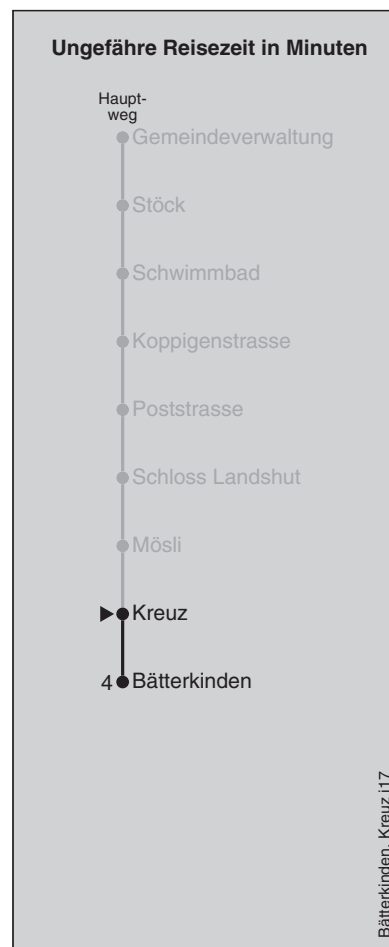 Ungefähre Reisezeit in Minuten
Haupt-
weg
Gemeindeverwaltung
Stöck
Schwimmbad
Koppigenstrasse
Poststrasse
Schloss Landshut
Mösli
Kreuz
4 Bätterkinden
Bätterkinden, Kreuz j17